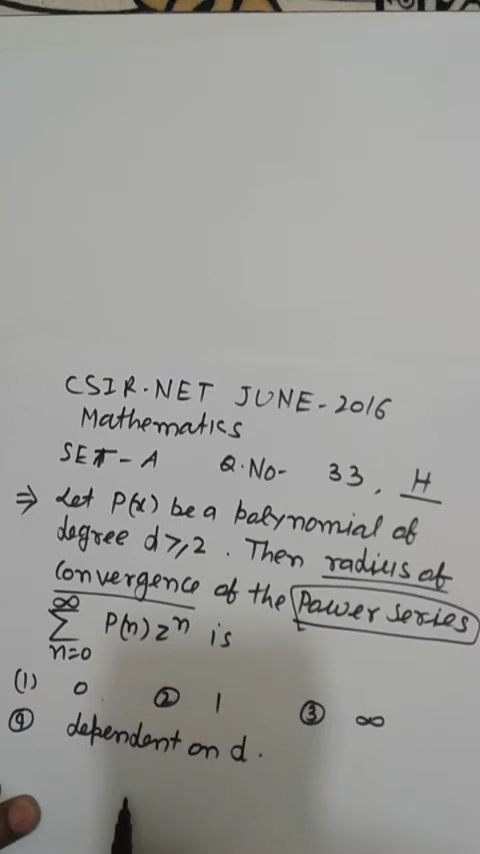 CSIR.NET JUNE-2016
Mathematics
SET-A Q.No- 33, H
⇒ Let P(x) be a polynomial of
degree d≥2. Then radius of
convergence of the Power series
∞
∑ P(n)zⁿ is
n=0
(1) 0 ② 1 ③ ∞
④ dependent on d.